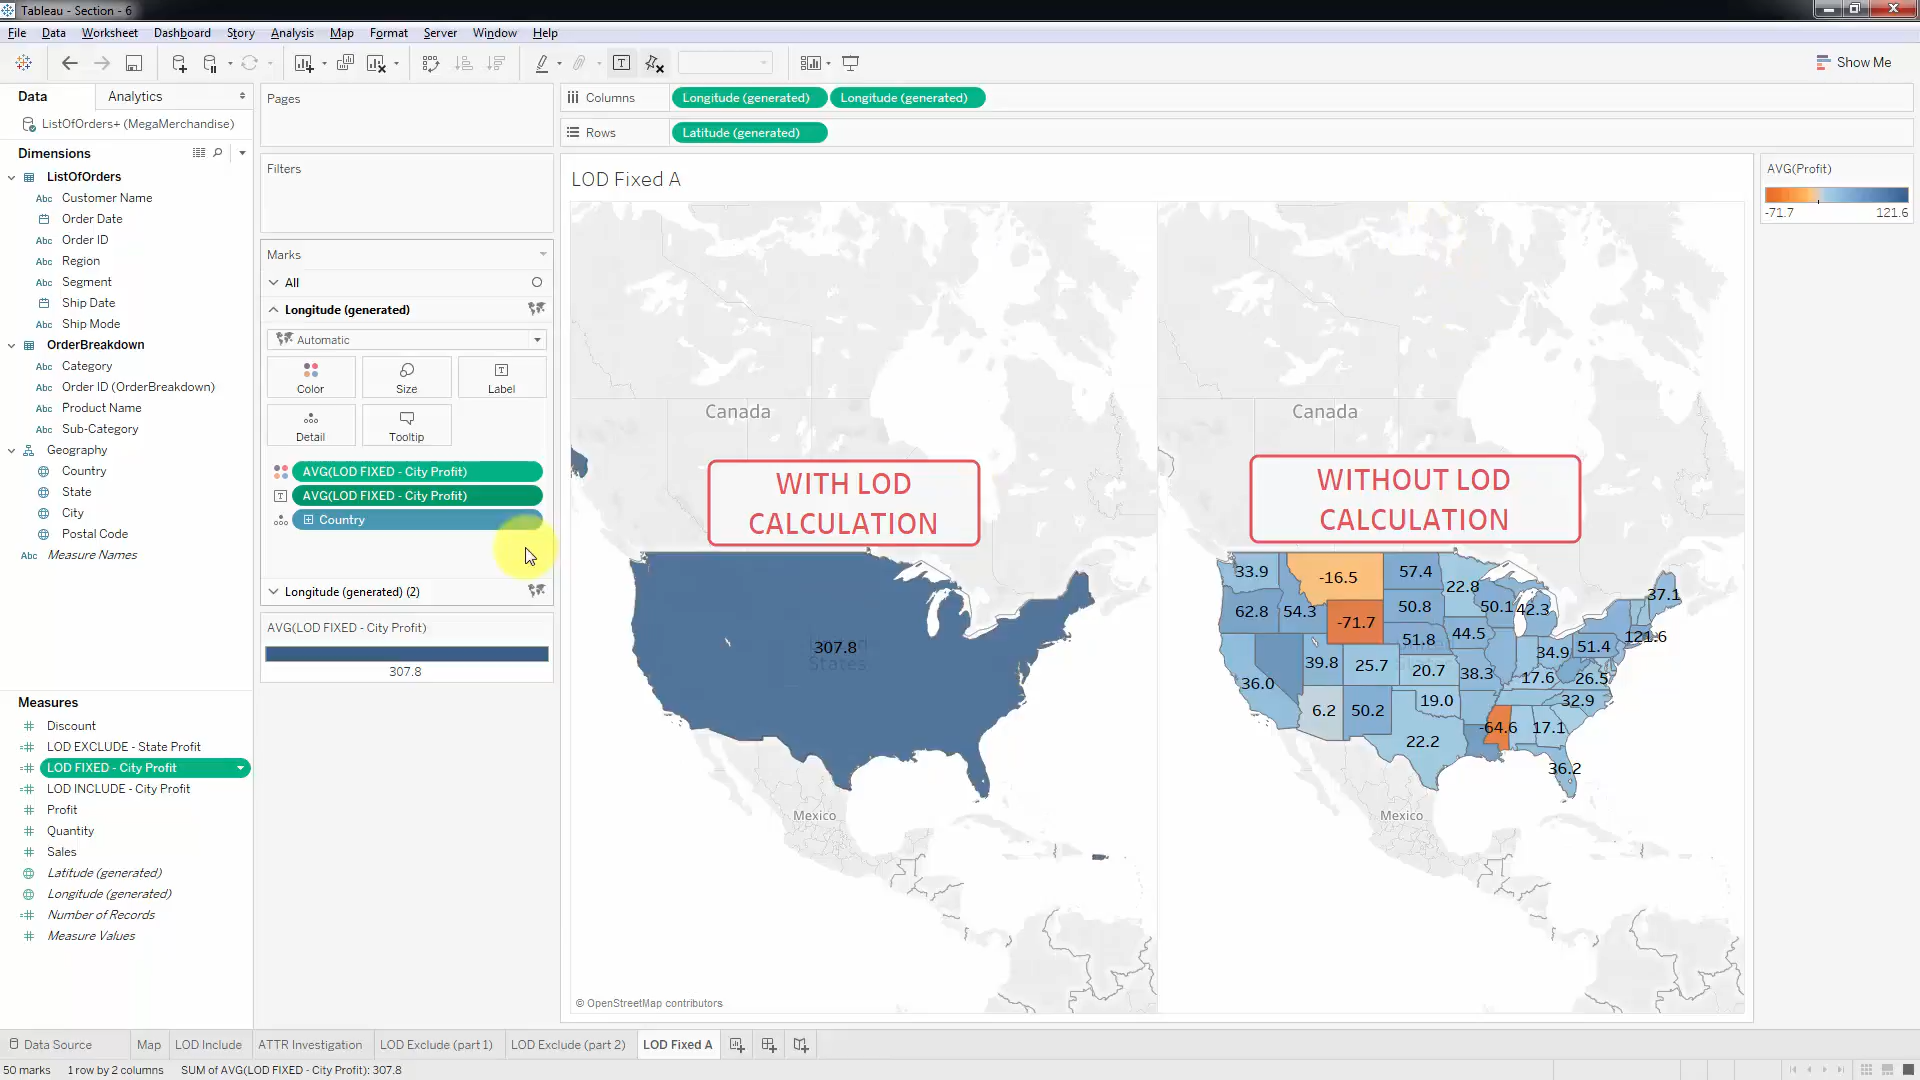 Tableau - Section - 6
File Data Worksheet Dashboard Story Analysis Map Format Server Window Help
Show Me
Data Analytics
ListOfOrders+ (MegaMerchandise)
Dimensions
ListOfOrders
Abc Customer Name
Order Date
Abc Order ID
Abc Region
Abc Segment
Ship Date
Abc Ship Mode
OrderBreakdown
Abc Category
Abc Order ID (OrderBreakdown)
Abc Product Name
Abc Sub-Category
Geography
Country
State
City
Postal Code
Abc Measure Names
Measures
Discount
LOD EXCLUDE - State Profit
LOD FIXED - City Profit
LOD INCLUDE - City Profit
Profit
Quantity
Sales
Latitude (generated)
Longitude (generated)
Number of Records
Measure Values
Pages
Filters
Marks
All
Longitude (generated)
Automatic
Color Size Label
Detail Tooltip
AVG(LOD FIXED - City Profit)
AVG(LOD FIXED - City Profit)
Country
Longitude (generated) (2)
AVG(LOD FIXED - City Profit)
307.8
Columns Longitude (generated) Longitude (generated)
Rows Latitude (generated)
LOD Fixed A
Canada
WITH LOD
CALCULATION
307.8
United
States
Mexico
© OpenStreetMap contributors
Canada
WITHOUT LOD
CALCULATION
33.9 -16.5 57.4 22.8 37.1
62.8 54.3 -71.7 50.8 50.1 42.3
51.8 44.5 34.9 51.4 121.6
36.0 39.8 25.7 20.7 38.3 17.6 26.5
6.2 50.2 19.0 32.9
22.2 -64.6 17.1
36.2
Mexico
AVG(Profit)
-71.7 121.6
Data Source Map LOD Include ATTR Investigation LOD Exclude (part 1) LOD Exclude (part 2) LOD Fixed A
50 marks 1 row by 2 columns SUM of AVG(LOD FIXED - City Profit): 307.8